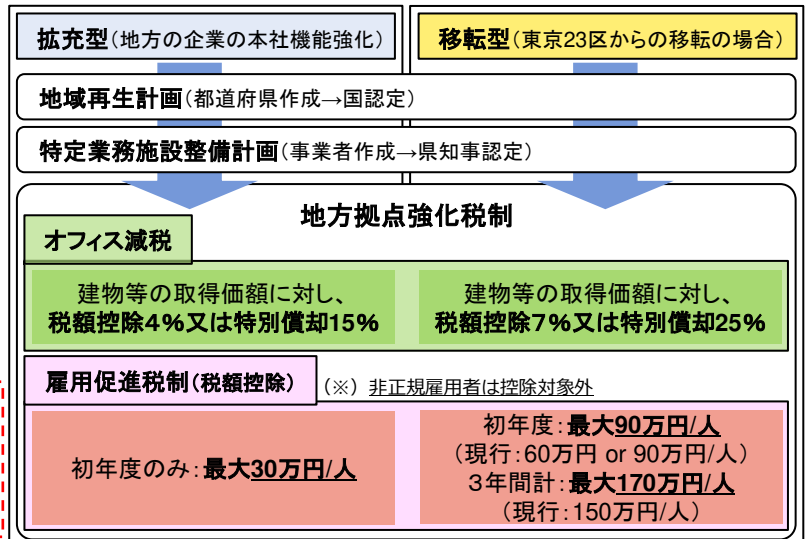 拡充型(地方の企業の本社機能強化)
移転型(東京23区からの移転の場合)
地域再生計画(都道府県作成→国認定)
特定業務施設整備計画(事業者作成→県知事認定)
地方拠点強化税制
オフィス減税
建物等の取得価額に対し、
税額控除4%又は特別償却15%
建物等の取得価額に対し、
税額控除7%又は特別償却25%
雇用促進税制(税額控除)
(※)非正規雇用者は控除対象外
初年度のみ:最大30万円/人
初年度:最大90万円/人
(現行:60万円 or 90万円/人)
3年間計:最大170万円/人
(現行:150万円/人)